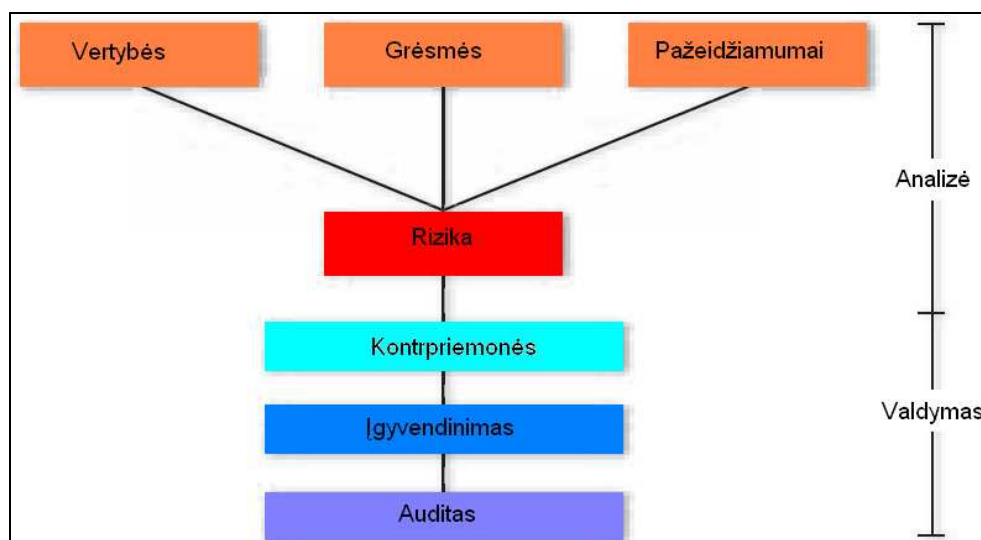 Vertybės
Grėsmės
Pažeidžiamumai
Analizė
Rizika
Kontrpriemonės
Valdymas
Įgyvendinimas
Auditas